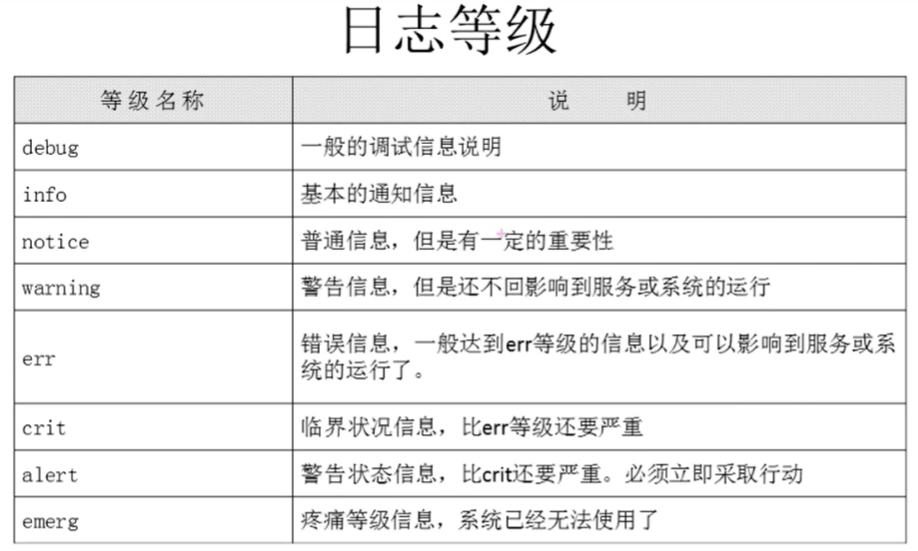 日志等级
等级名称 说 明
debug 一般的调试信息说明
info 基本的通知信息
notice 普通信息，但是有一定的重要性
warning 警告信息，但是还不回影响到服务或系统的运行
err 错误信息，一般达到err等级的信息以及可以影响到服务或系
统的运行了。
crit 临界状况信息，比err等级还要严重
alert 警告状态信息，比crit还要严重。必须立即采取行动
emerg 疼痛等级信息，系统已经无法使用了